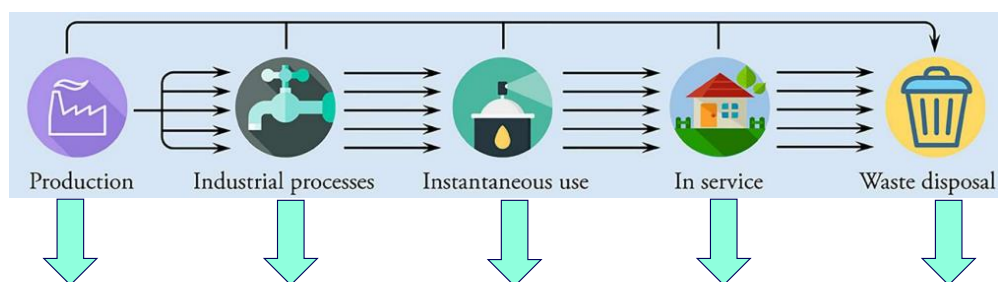 Production
Industrial processes
Instantaneous use
In service
Waste disposal